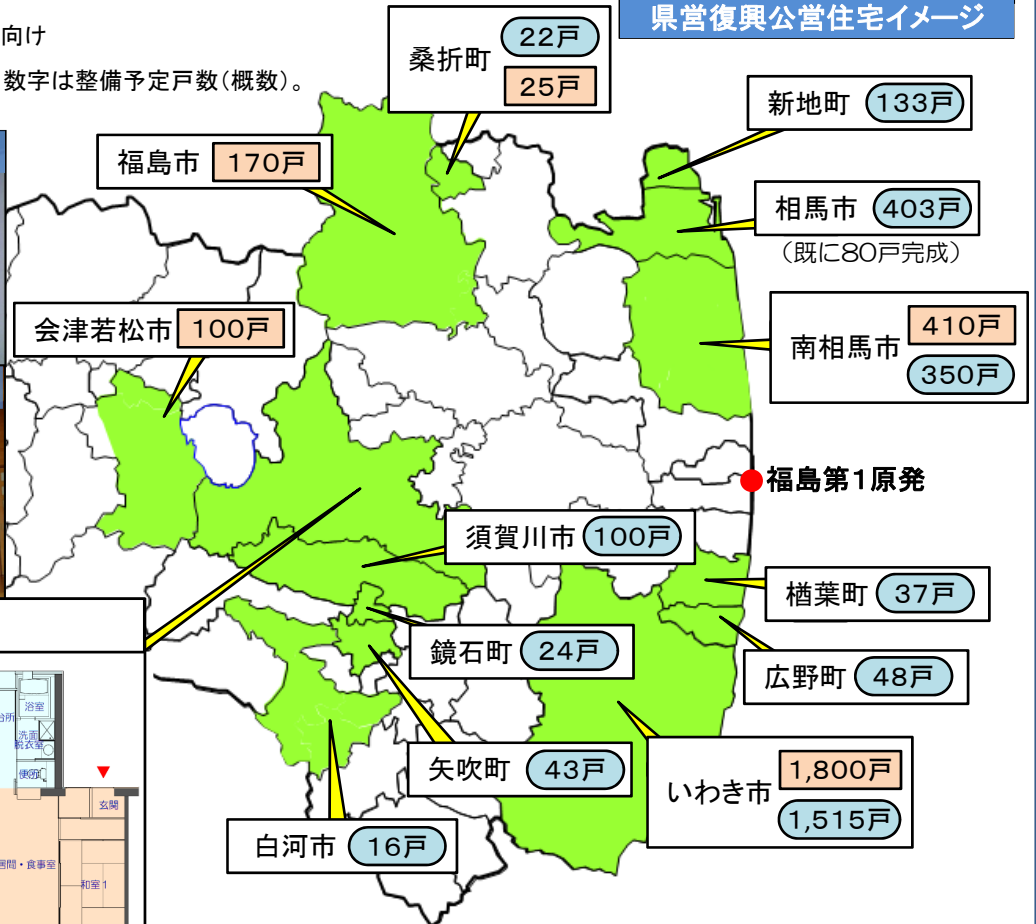 県営復興公営住宅イメージ
向け
数字は整備予定戸数(概数)。
桑折町 22戸
25戸
新地町 133戸
福島市 170戸
相馬市 403戸
(既に80戸完成)
会津若松市 100戸
南相馬市 410戸
350戸
福島第1原発
須賀川市 100戸
楢葉町 37戸
鏡石町 24戸
広野町 48戸
矢吹町 43戸
いわき市 1,800戸
1,515戸
白河市 16戸
台所
浴室
洗面
脱衣室
便所
玄関
居間・食事室
和室1